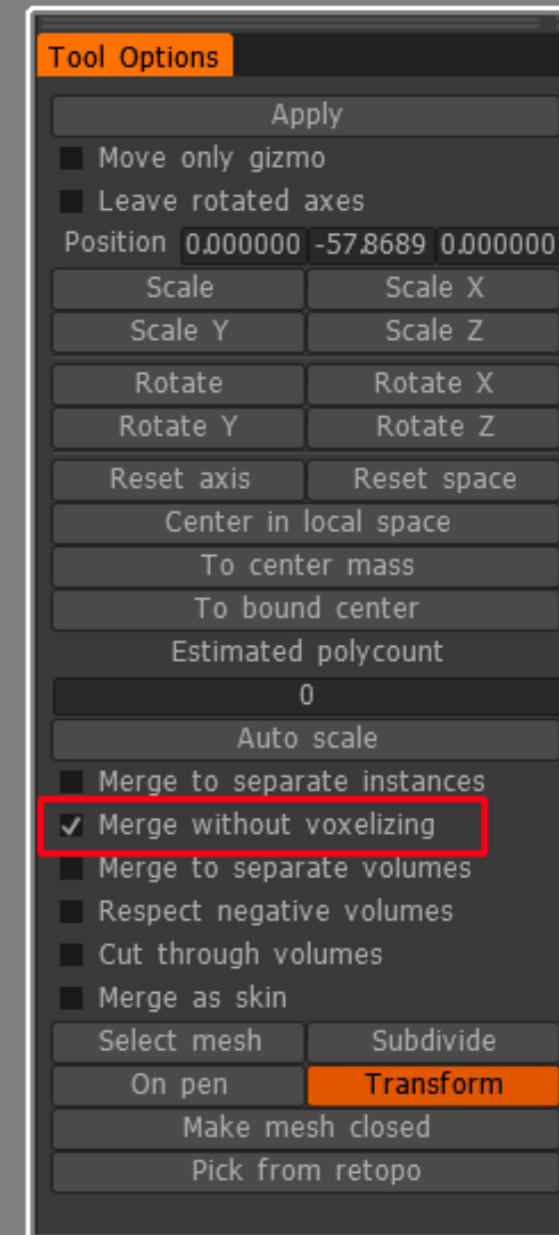 Tool Options
Apply
Move only gizmo
Leave rotated axes
Position 0.000000 -57.8689 0.000000
Scale Scale X
Scale Y Scale Z
Rotate Rotate X
Rotate Y Rotate Z
Reset axis Reset space
Center in local space
To center mass
To bound center
Estimated polycount
0
Auto scale
Merge to separate instances
Merge without voxelizing
Merge to separate volumes
Respect negative volumes
Cut through volumes
Merge as skin
Select mesh Subdivide
On pen Transform
Make mesh closed
Pick from retopo